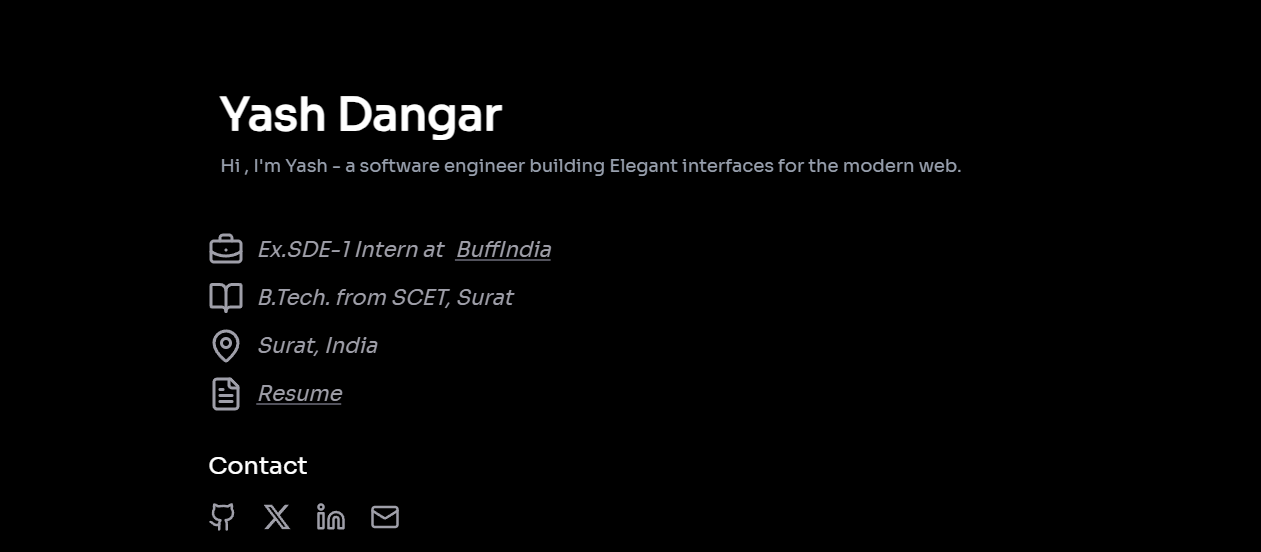 Yash Dangar
Hi , I'm Yash - a software engineer building Elegant interfaces for the modern web.
Ex.SDE-1 Intern at BuffIndia
B.Tech. from SCET, Surat
Surat, India
Resume
Contact